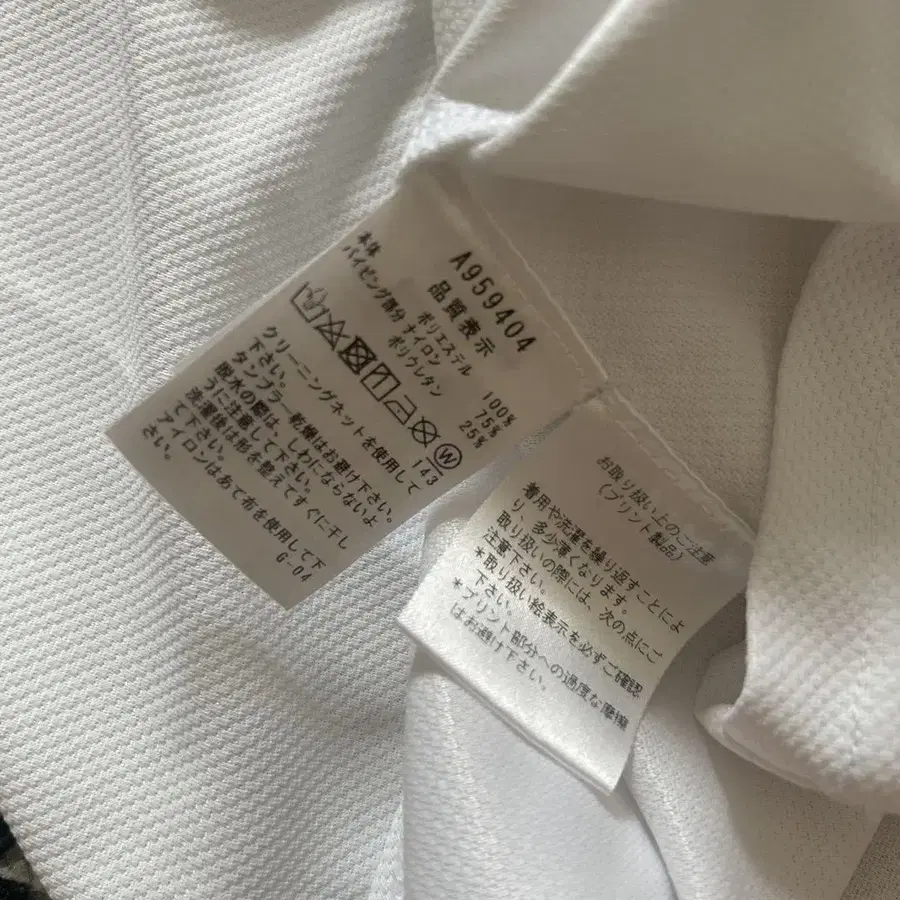 A959404
品質表示
本体 ポリエステル 100%
パイピング部分 ナイロン 75%
ポリウレタン 25%
W
143
クリーニングネットを使用して
下さい。
タンブラー乾燥はお避け下さい。
脱水の際は、しわにならないよ
うに注意して下さい。
洗濯後は形を整えてすぐに干し
て下さい。
アイロンはあて布を使用して下
さい。
G-04
お取り扱い上のご注意
(プリント製品)
着用や洗濯を繰り返すことによ
り、多少薄くなります。
取り扱いの際には、次の点にご
注意下さい。
*取り扱い絵表示を必ずご確認
下さい。
*プリント部分への過度な摩擦
はお避け下さい。